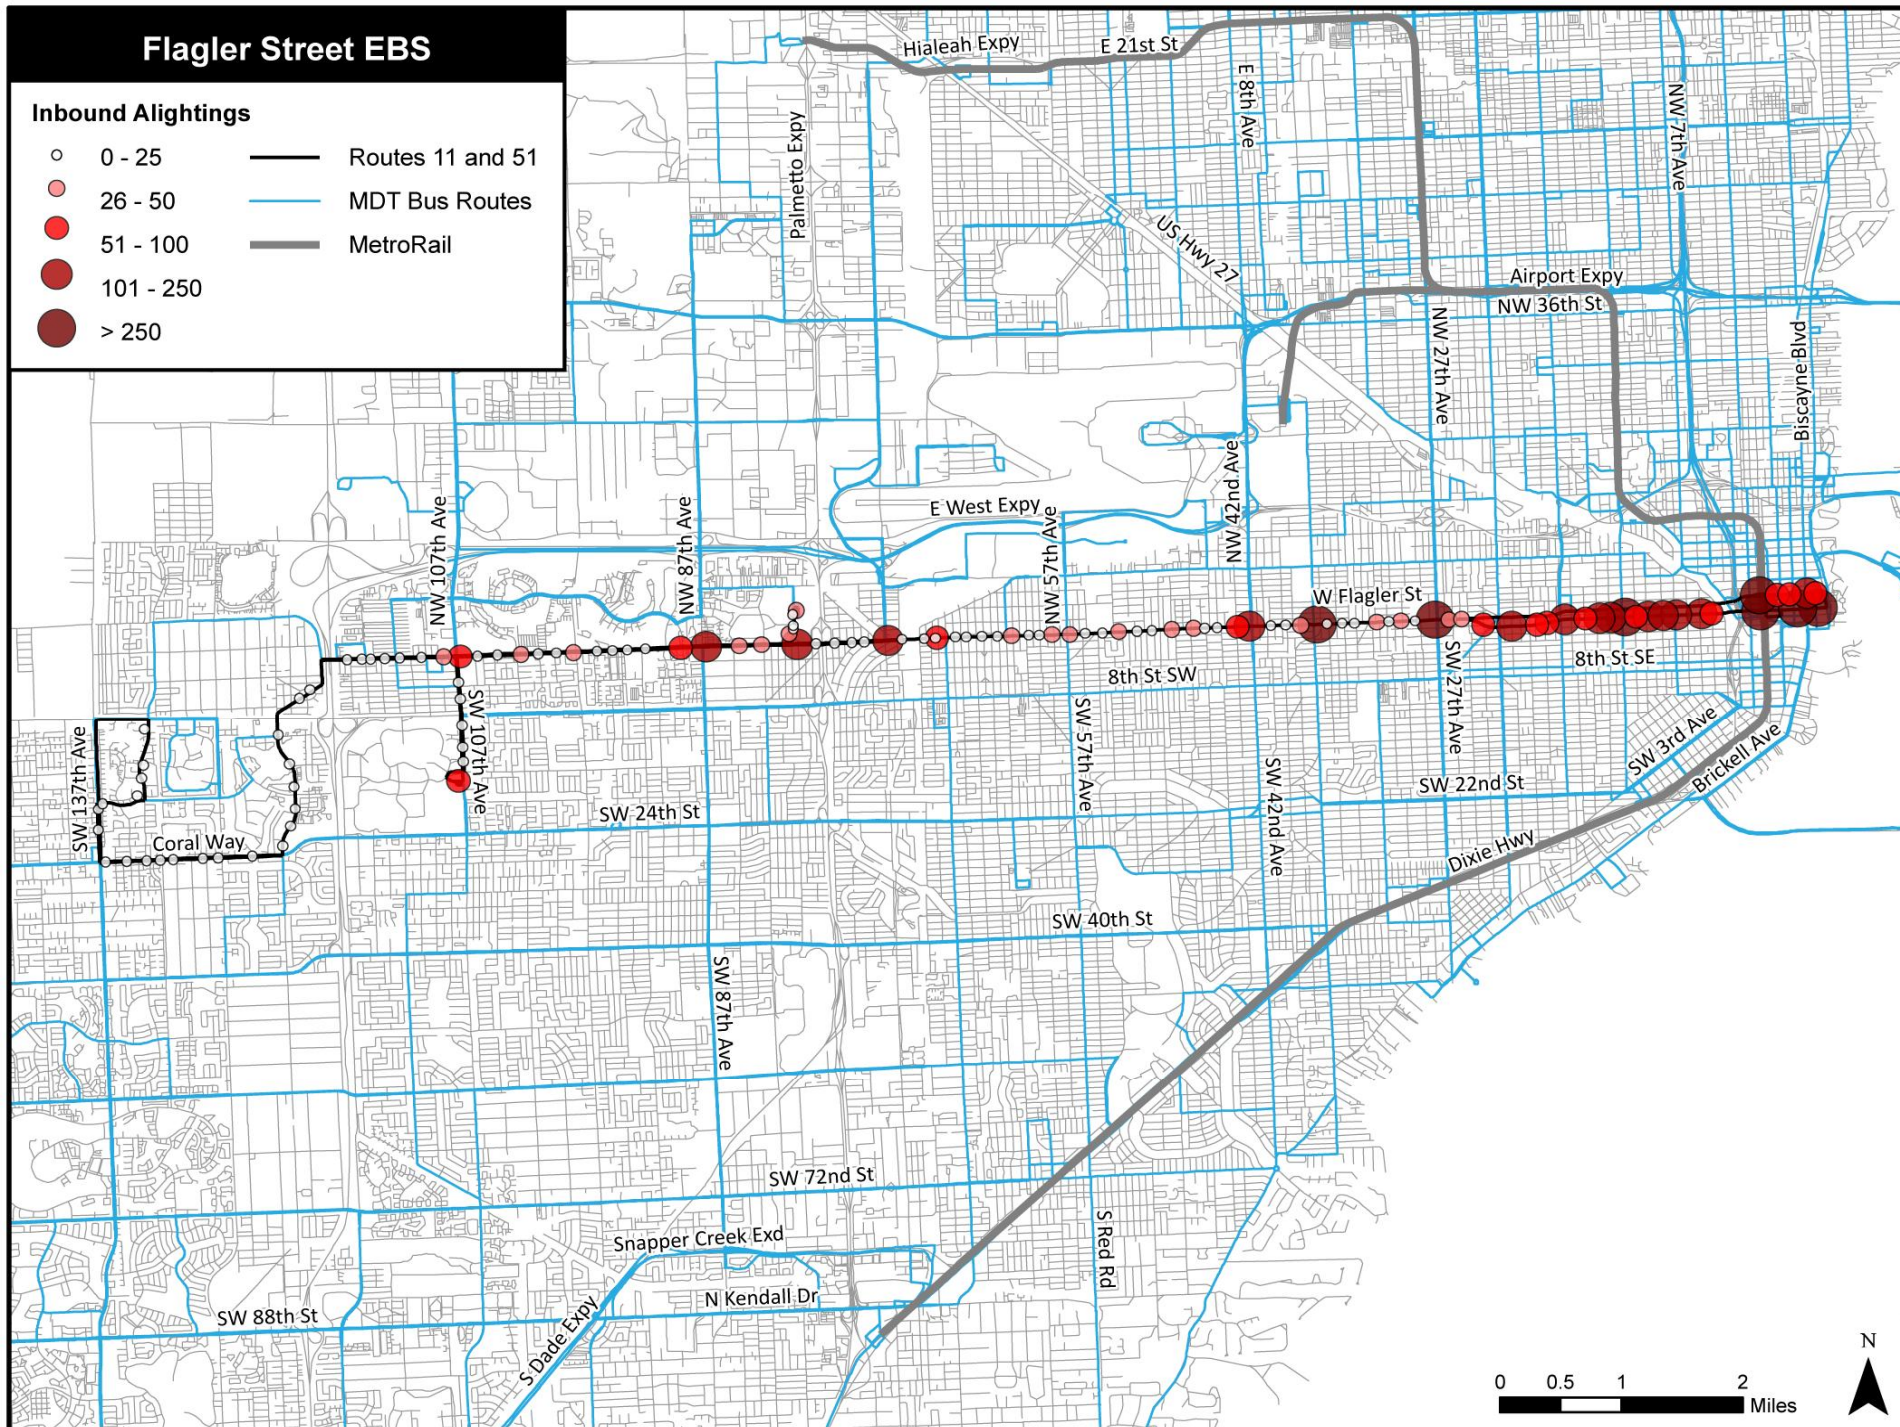 Flagler Street EBS
Inbound Alightings
0 - 25
26 - 50
51 - 100
101 - 250
> 250
Routes 11 and 51
MDT Bus Routes
MetroRail
Hialeah Expy
E 21st St
E 8th Ave
Palmetto Expy
NW 7th Ave
US Hwy 27
Airport Expy
NW 36th St
NW 27th Ave
Biscayne Blvd
NW 42nd Ave
NW 107th Ave
NW 87th Ave
E West Expy
NW 57th Ave
W Flagler St
8th St SW
8th St SE
SW 137th Ave
SW 107th Ave
SW 57th Ave
SW 27th Ave
SW 3rd Ave
Brickell Ave
SW 24th St
SW 22nd St
SW 42nd Ave
Coral Way
Dixie Hwy
SW 40th St
SW 87th Ave
SW 72nd St
S Red Rd
Snapper Creek Exd
N Kendall Dr
SW 88th St
S Dade Expy
N
0 0.5 1 2
Miles